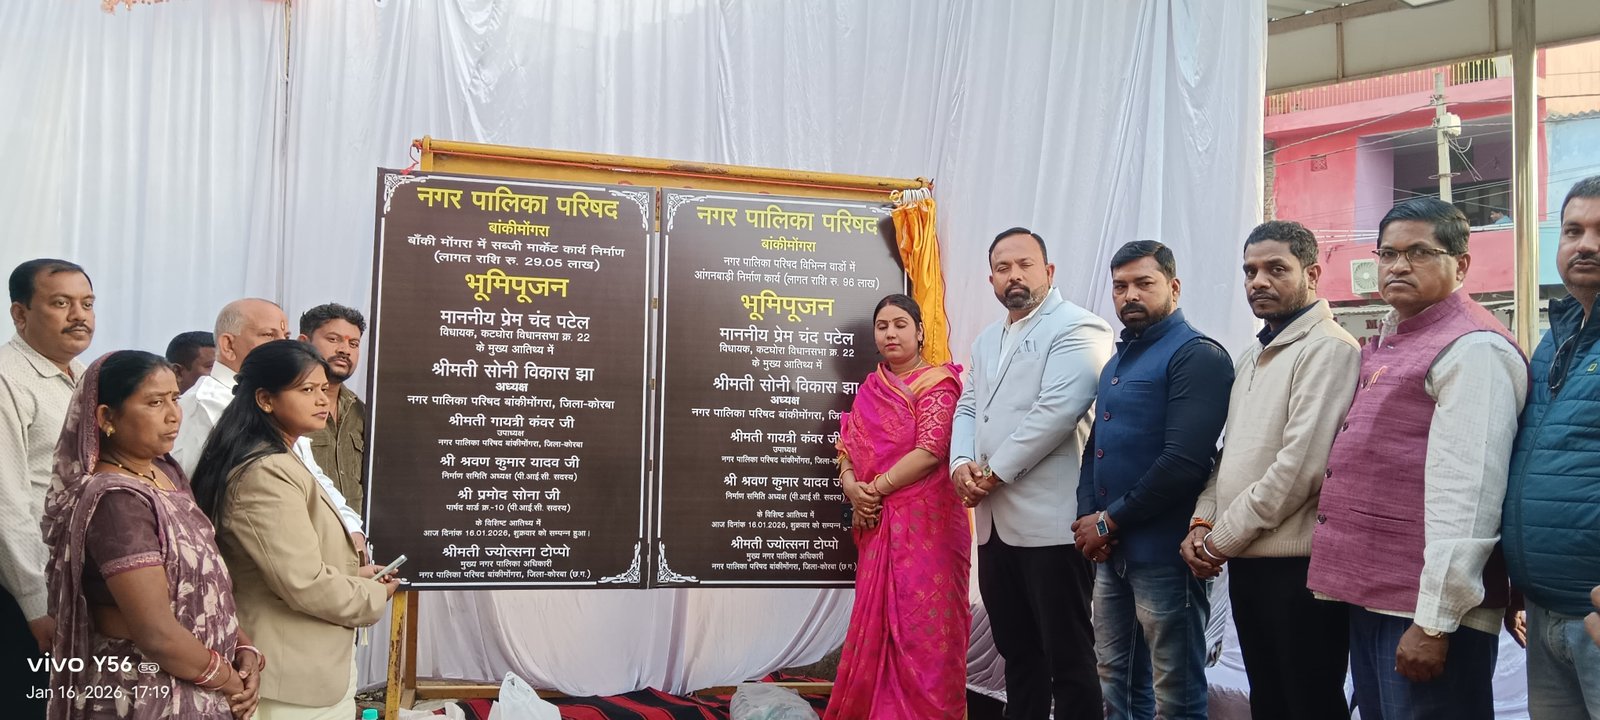 नगर पालिका परिषद
बांकीमोंगरा
बाँकी मोंगरा में सब्जी मार्केट कार्य निर्माण
(लागत राशि रु. 29.05 लाख)
भूमिपूजन
माननीय प्रेम चंद पटेल
विधायक, कटघोरा विधानसभा क्र. 22
के मुख्य आतिथ्य में
श्रीमती सोनी विकास झा
अध्यक्ष
नगर पालिका परिषद बांकीमोंगरा, जिला-कोरबा
श्रीमती गायत्री कंवर जी
उपाध्यक्ष
नगर पालिका परिषद बांकीमोंगरा, जिला-कोरबा
श्री श्रवण कुमार यादव जी
निर्माण समिति अध्यक्ष (पी.आई.सी. सदस्य)
श्री प्रमोद सोना जी
पार्षद वार्ड क्र.-10 (पी.आई.सी. सदस्य)
के विशिष्ट आतिथ्य में
आज दिनांक 16.01.2026, शुक्रवार को सम्पन्न हुआ।
श्रीमती ज्योत्सना टोप्पो
मुख्य नगर पालिका अधिकारी
नगर पालिका परिषद बांकीमोंगरा, जिला-कोरबा (छ.ग.)
नगर पालिका परिषद
बांकीमोंगरा
नगर पालिका परिषद विभिन्न वार्डो में
आंगनबाड़ी निर्माण कार्य (लागत राशि रु. 96 लाख)
भूमिपूजन
माननीय प्रेम चंद पटेल
विधायक, कटघोरा विधानसभा क्र. 22
के मुख्य आतिथ्य में
श्रीमती सोनी विकास झा
अध्यक्ष
नगर पालिका परिषद बांकीमोंगरा,
श्रीमती गायत्री कंवर जी
उपाध्यक्ष
नगर पालिका परिषद बांकीमोंगरा,
श्री श्रवण कुमार यादव
निर्माण समिति अध्यक्ष (पी.आई.सी. सदस्य)
के विशिष्ट आतिथ्य में
आज दिनांक 16.01.2026, शुक्रवार को सम्पन्न
श्रीमती ज्योत्सना टोप्पो
मुख्य नगर पालिका अधिकारी
नगर पालिका परिषद बांकीमोंगरा, जिला-कोरबा (छ.ग.)
vivo Y56 5G
Jan 16, 2026, 17:19